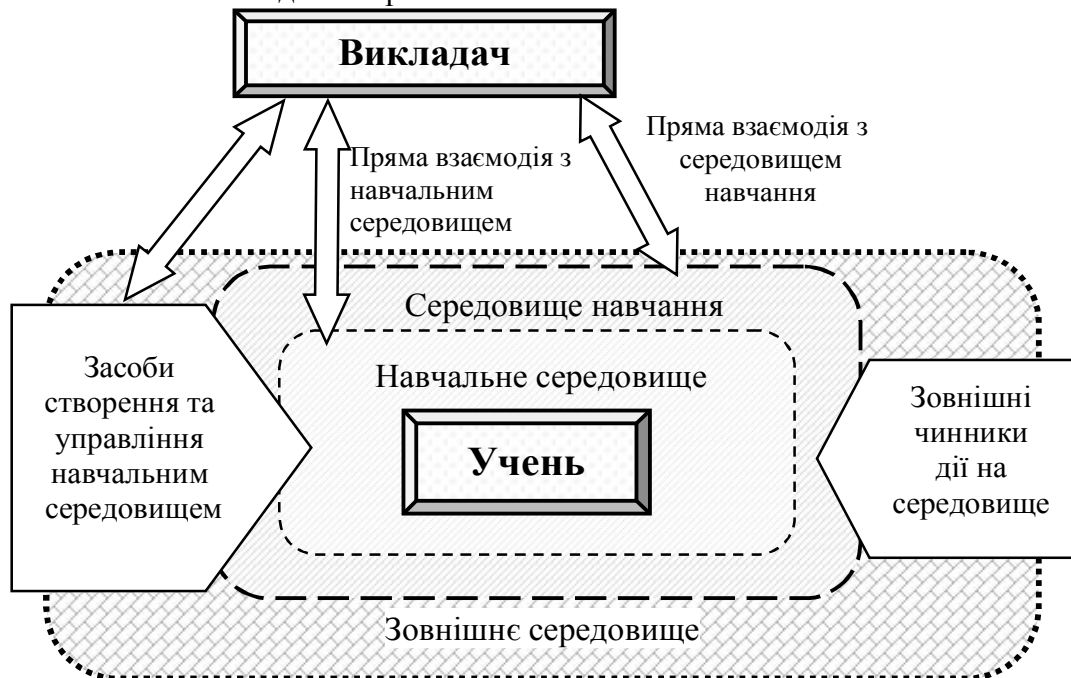 Викладач
Пряма взаємодія з
навчальним
середовищем
Пряма взаємодія з
середовищем
навчання
Середовище навчання
Навчальне середовище
Учень
Засоби
створення та
управління
навчальним
середовищем
Зовнішні
чинники
дії на
середовище
Зовнішнє середовище